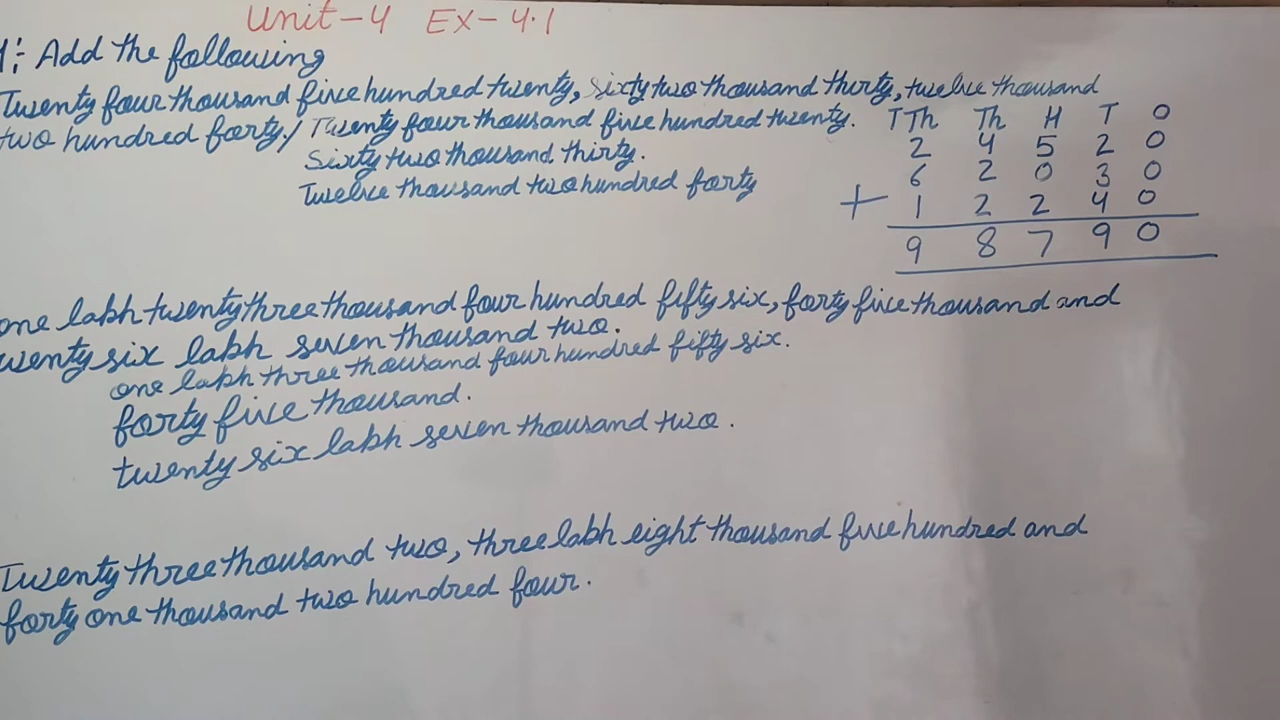 Unit-4 Ex-4.1
1: Add the following
Twenty four thousand five hundred twenty, sixty two thousand thirty, twelve thousand
two hundred forty./ Twenty four thousand five hundred twenty. TTh Th H T O
2 4 5 2 0
Sixty two thousand thirty. 6 2 0 3 0
Twelve thousand two hundred forty + 1 2 2 4 0
9 8 7 9 0
one lakh twenty three thousand four hundred fifty six, forty five thousand and
wenty six lakh seven thousand two.
one lakh three thousand four hundred fifty six.
forty five thousand.
twenty six lakh seven thousand two.
Twenty three thousand two, three lakh eight thousand five hundred and
forty one thousand two hundred four.